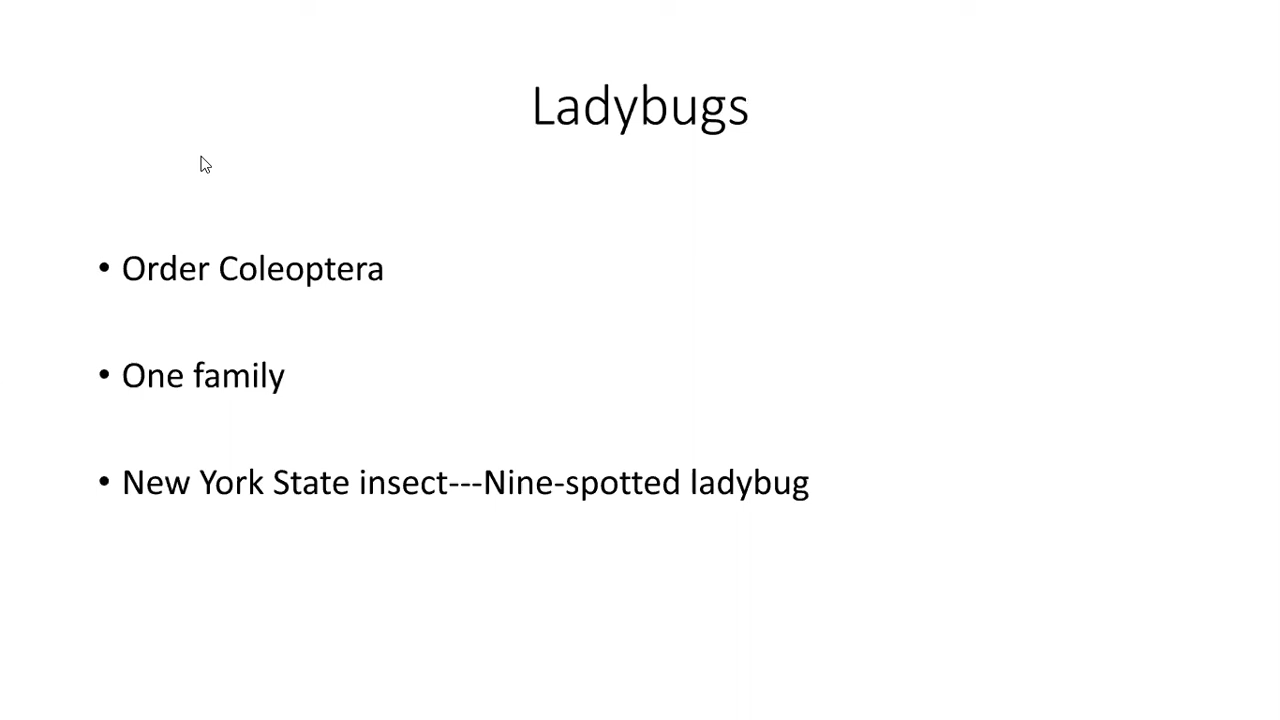 Ladybugs
• Order Coleoptera
• One family
• New York State insect---Nine-spotted ladybug